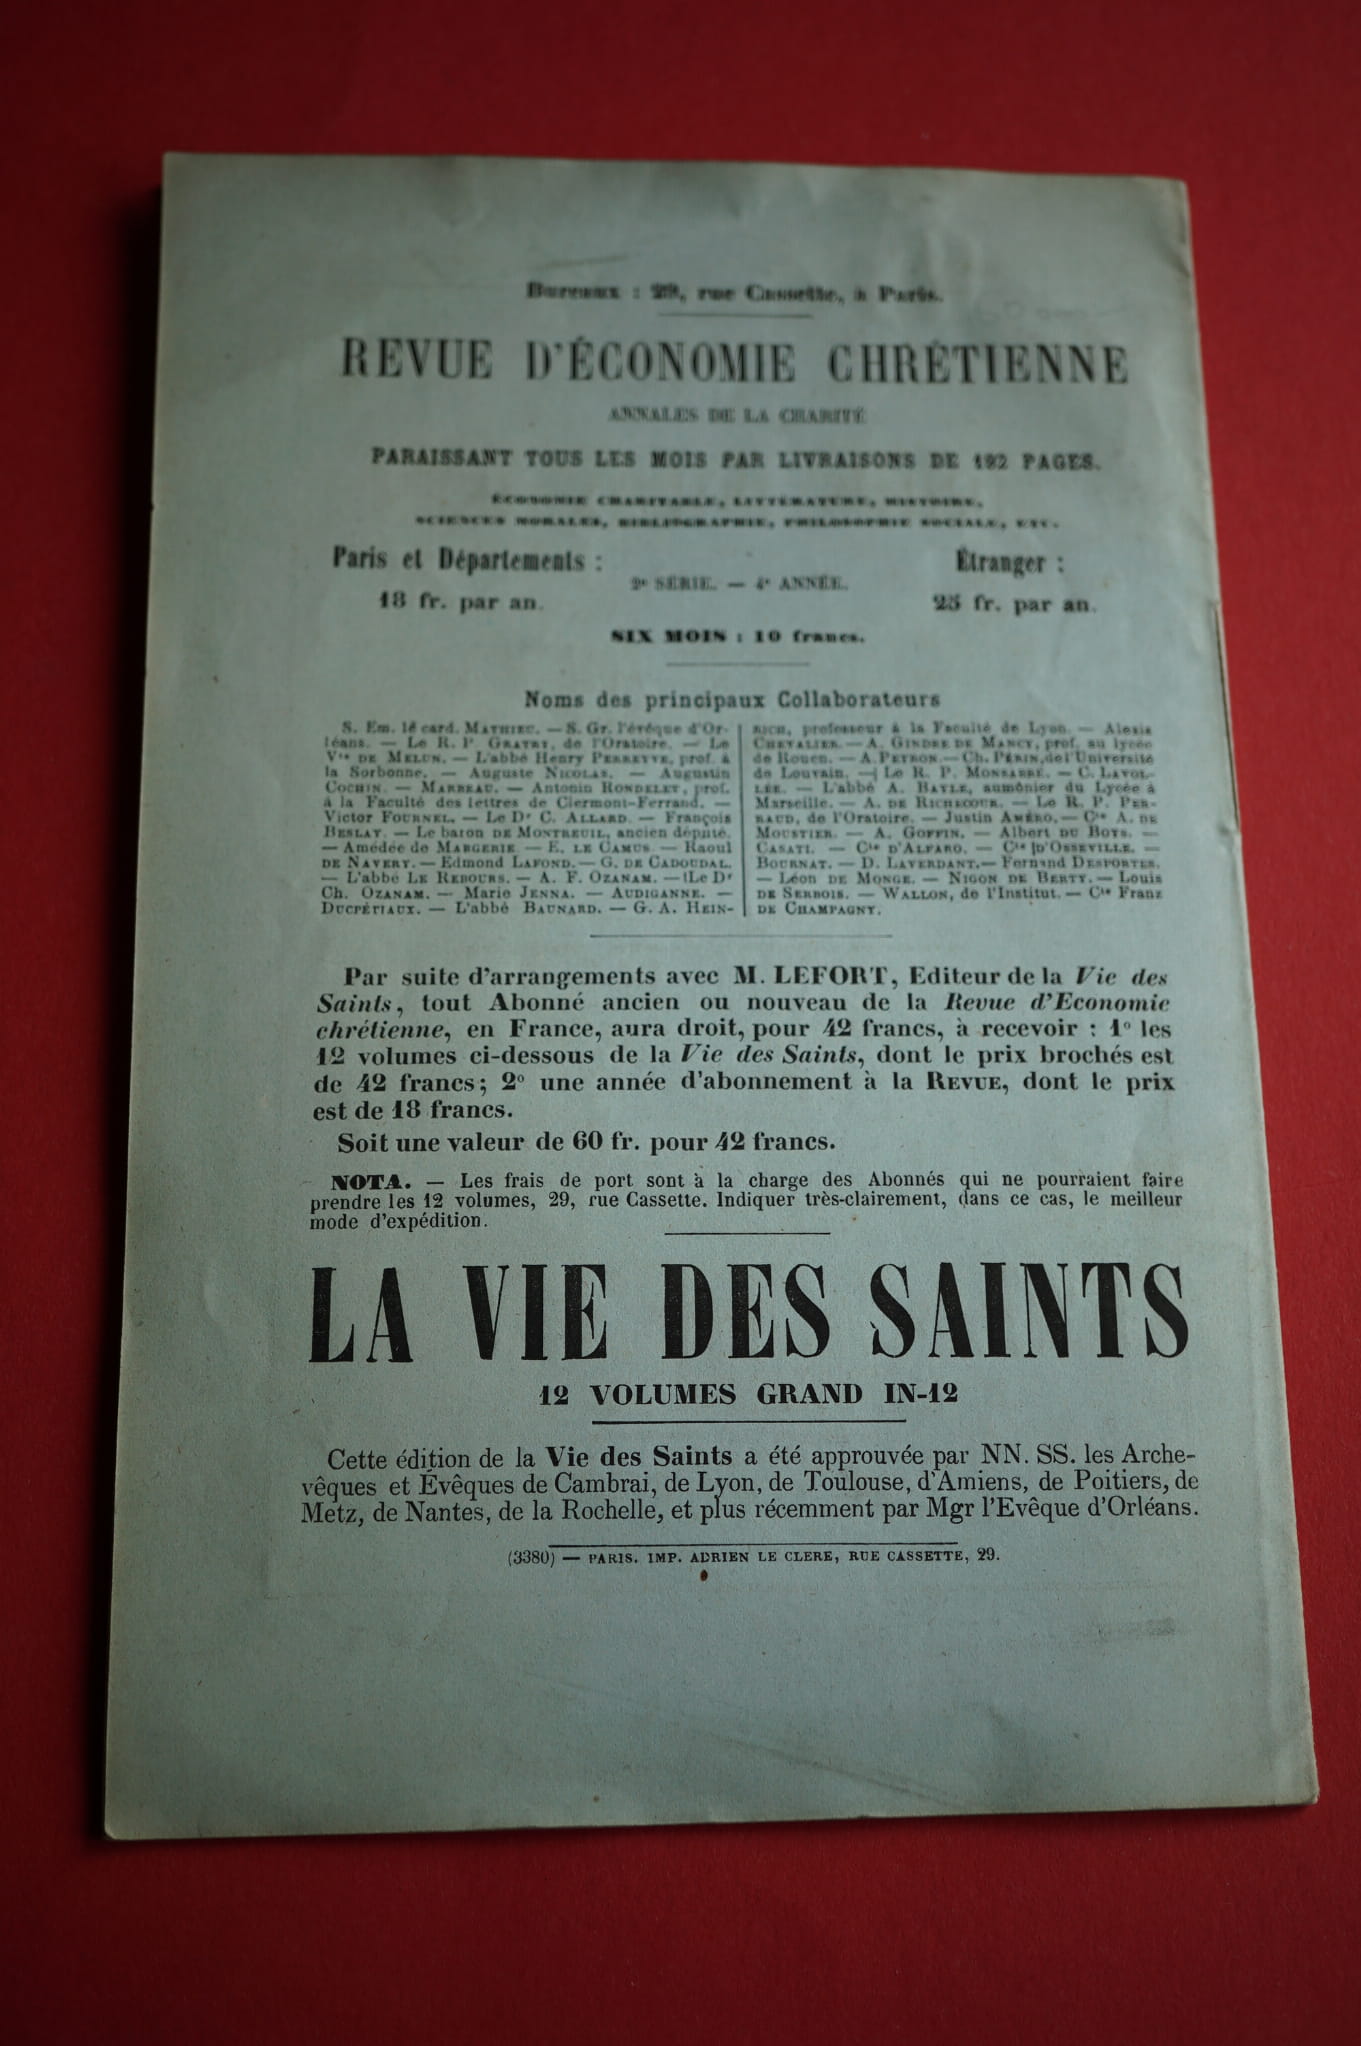 Bureaux : 29, rue Cassette, à Paris.
REVUE D'ÉCONOMIE CHRÉTIENNE
ANNALES DE LA CHARITÉ
PARAISSANT TOUS LES MOIS PAR LIVRAISONS DE 192 PAGES.
ÉCONOMIE CHARITABLE, LITTÉRATURE, HISTOIRE,
SCIENCES MORALES, BIBLIOGRAPHIE, PHILOSOPHIE SOCIALE, ETC.
Paris et Départements :
18 fr. par an.
2e SÉRIE. — 4e ANNÉE.
Étranger :
25 fr. par an.
SIX MOIS : 10 francs.
Noms des principaux Collaborateurs
S. Em. le card. MATHIEU. — S. Gr. l'évêque d'Or-
léans. — Le R. P. GRATRY, de l'Oratoire. — Le
Vte DE MELUN. — L'abbé Henry PERREYVE, prof. à
la Sorbonne. — Auguste NICOLAS. — Augustin
COCHIN. — MARBEAU. — Antonin RONDELET, prof.
à la Faculté des lettres de Clermont-Ferrand. —
Victor FOURNEL. — Le Dr C. ALLARD. — François
BESLAY. — Le baron DE MONTREUIL, ancien député.
— Amédée de MARGERIE. — E. LE CAMUS. — Raoul
DE NAVERY. — Edmond LAFOND. — G. DE CADOUDAL.
— L'abbé LE REBOURS. — A. F. OZANAM. — Le Dr
Ch. OZANAM. — Marie JENNA. — AUDIGANNE. —
DUCPÉTIAUX. — L'abbé BAUNARD. — G. A. HEIN-
RICH, professeur à la Faculté de Lyon. — Alexis
CHEVALIER. — A. GINDRE DE MANCY, prof. au lycée
de Rouen. — A. PEYRON. — Ch. PÉRIN, de l'Université
de Louvain. — Le R. P. MONSABRÉ. — C. LAVOL-
LÉE. — L'abbé A. BAYLE, aumônier du Lycée à
Marseille. — A. DE RICHECOUR. — Le R. P. PER-
RAUD, de l'Oratoire. — Justin AMÉRO. — Cte A. DE
MOUSTIER. — A. GOFFIN. — Albert DU BOYS. —
CASATI. — Cte D'ALFARO. — Cte D'OSSEVILLE. —
BOURNAT. — D. LAVERDANT. — Fernand DESPORTES.
— Léon DE MONGE. — NIGON DE BERTY. — Louis
DE SERBOIS. — WALLON, de l'Institut. — Cte Franz
DE CHAMPAGNY.
Par suite d'arrangements avec M. LEFORT, Editeur de la Vie des
Saints, tout Abonné ancien ou nouveau de la Revue d'Economie
chrétienne, en France, aura droit, pour 42 francs, à recevoir : 1° les
12 volumes ci-dessous de la Vie des Saints, dont le prix brochés est
de 42 francs; 2° une année d'abonnement à la REVUE, dont le prix
est de 18 francs.
Soit une valeur de 60 fr. pour 42 francs.
NOTA. — Les frais de port sont à la charge des Abonnés qui ne pourraient faire
prendre les 12 volumes, 29, rue Cassette. Indiquer très-clairement, dans ce cas, le meilleur
mode d'expédition.
LA VIE DES SAINTS
12 VOLUMES GRAND IN-12
Cette édition de la Vie des Saints a été approuvée par NN. SS. les Arche-
vêques et Évêques de Cambrai, de Lyon, de Toulouse, d'Amiens, de Poitiers, de
Metz, de Nantes, de la Rochelle, et plus récemment par Mgr l'Evêque d'Orléans.
(3380) — PARIS. IMP. ADRIEN LE CLERE, RUE CASSETTE, 29.